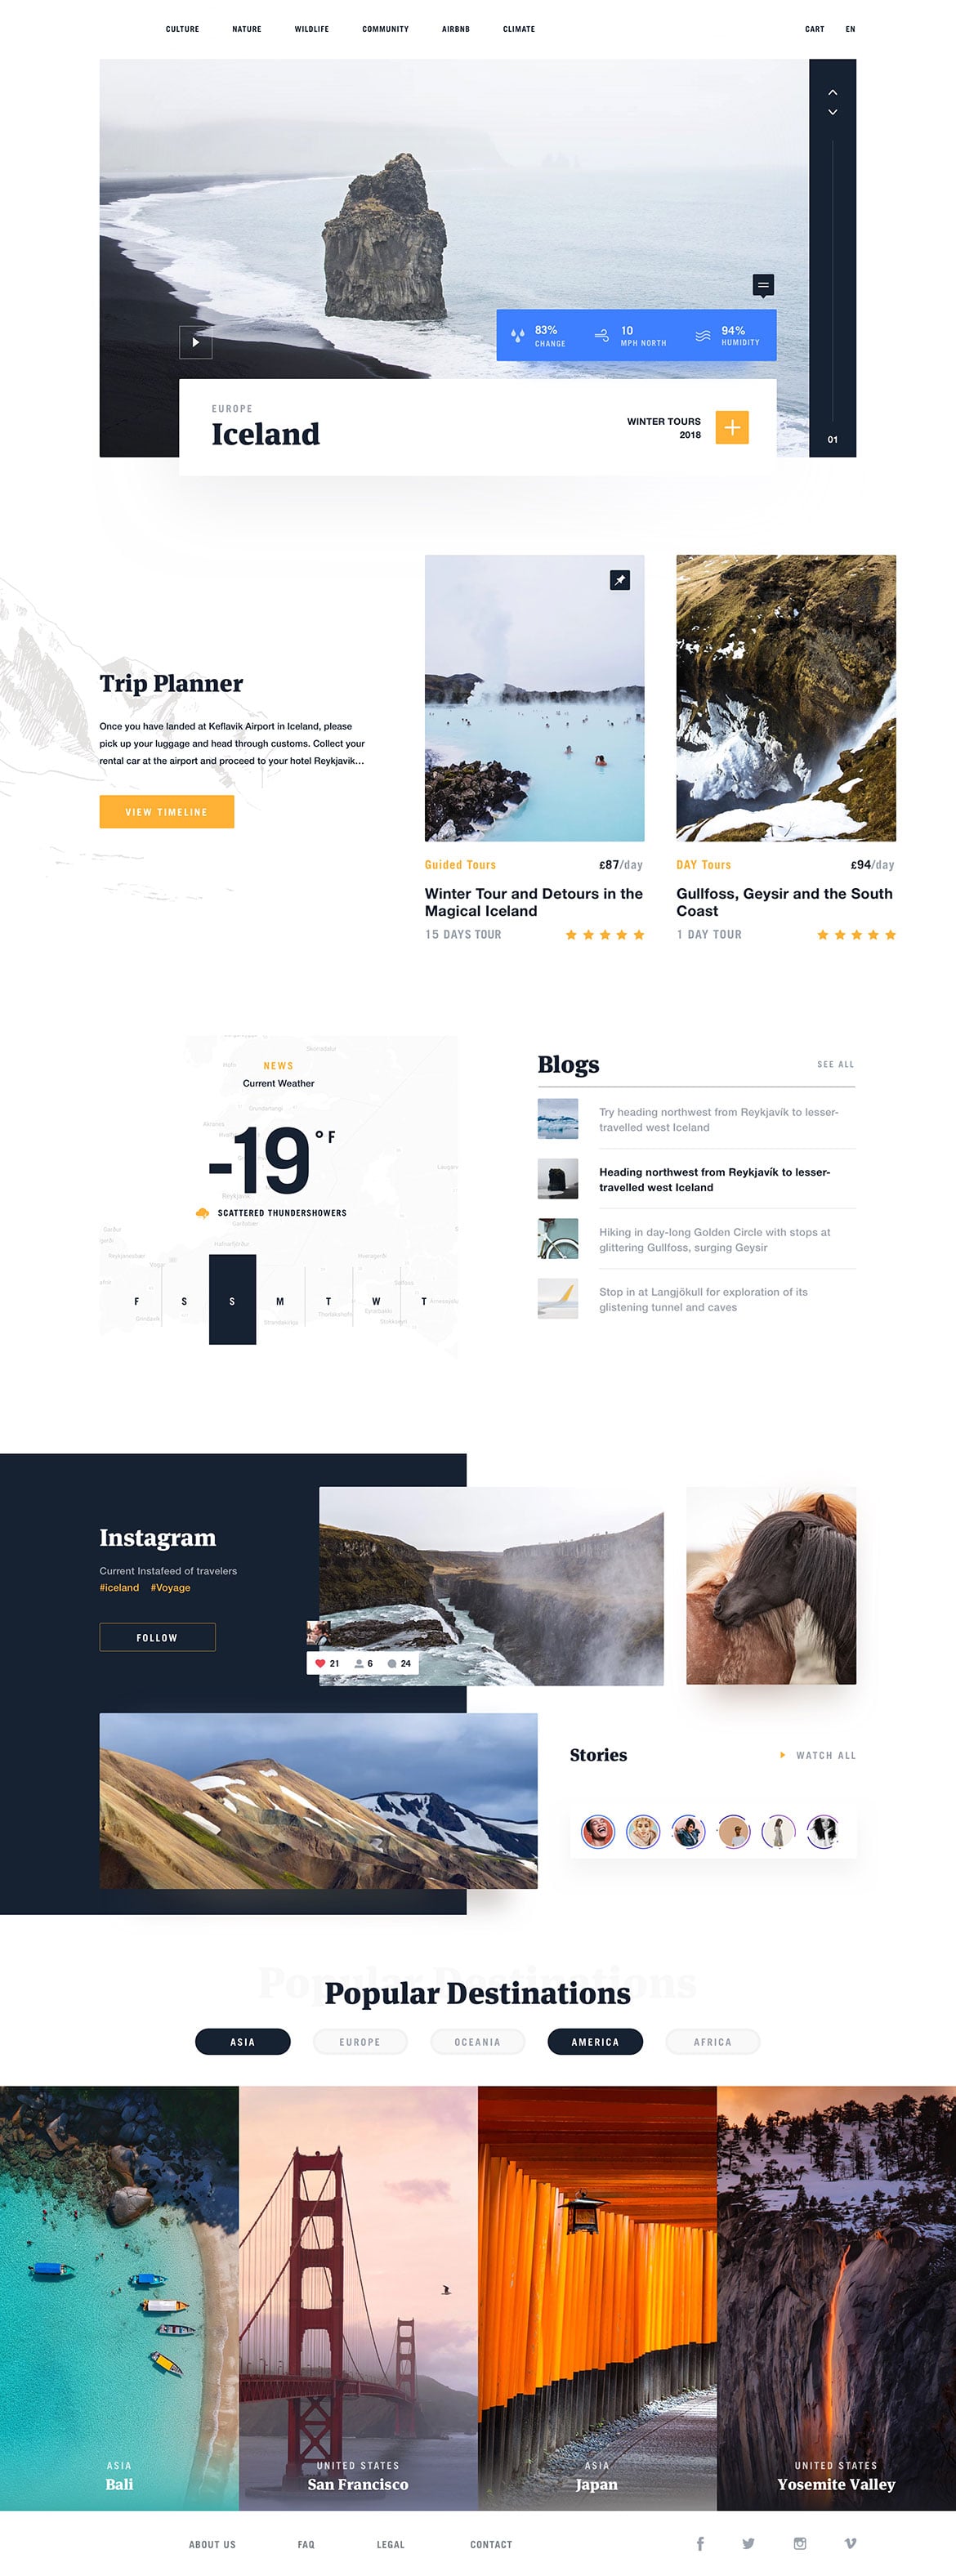 CULTURE NATURE WILDLIFE COMMUNITY AIRBNB CLIMATE CART EN
83% 10 94%
CHANGE MPH NORTH HUMIDITY
EUROPE
Iceland
WINTER TOURS
2018
01
Trip Planner
Once you have landed at Keflavik Airport in Iceland, please
pick up your luggage and head through customs. Collect your
rental car at the airport and proceed to your hotel Reykjavik...
VIEW TIMELINE
Guided Tours £87/day
Winter Tour and Detours in the
Magical Iceland
15 DAYS TOUR
DAY Tours £94/day
Gullfoss, Geysir and the South
Coast
1 DAY TOUR
NEWS
Current Weather
-19 °F
SCATTERED THUNDERSHOWERS
F S S M T W T
Blogs SEE ALL
Try heading northwest from Reykjavík to lesser-
travelled west Iceland
Heading northwest from Reykjavík to lesser-
travelled west Iceland
Hiking in day-long Golden Circle with stops at
glittering Gullfoss, surging Geysir
Stop in at Langjökull for exploration of its
glistening tunnel and caves
Instagram
Current Instafeed of travelers
#iceland #Voyage
FOLLOW
21 6 24
Stories WATCH ALL
Popular Destinations
Popular Destinations
ASIA EUROPE OCEANIA AMERICA AFRICA
ASIA
Bali
UNITED STATES
San Francisco
ASIA
Japan
UNITED STATES
Yosemite Valley
ABOUT US FAQ LEGAL CONTACT